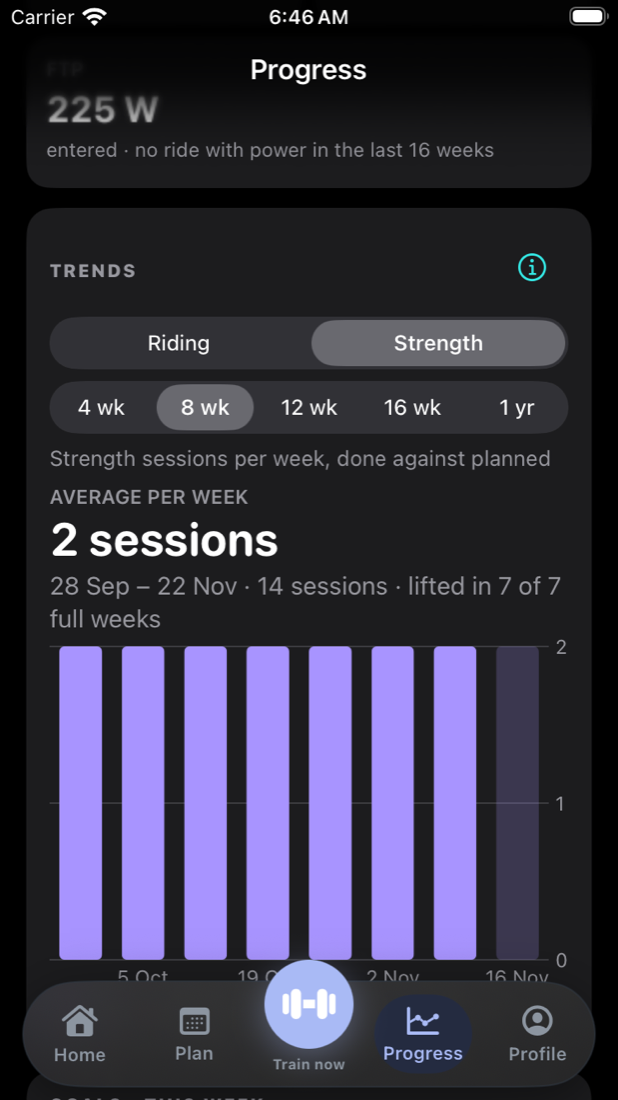 Carrier
6:46 AM
Progress
FTP
225 W
entered · no ride with power in the last 16 weeks
TRENDS
Riding
Strength
4 wk
8 wk
12 wk
16 wk
1 yr
Strength sessions per week, done against planned
AVERAGE PER WEEK
2 sessions
28 Sep – 22 Nov · 14 sessions · lifted in 7 of 7
full weeks
2
1
0
5 Oct
2 Nov
16 Nov
Home
Plan
Train now
Progress
Profile